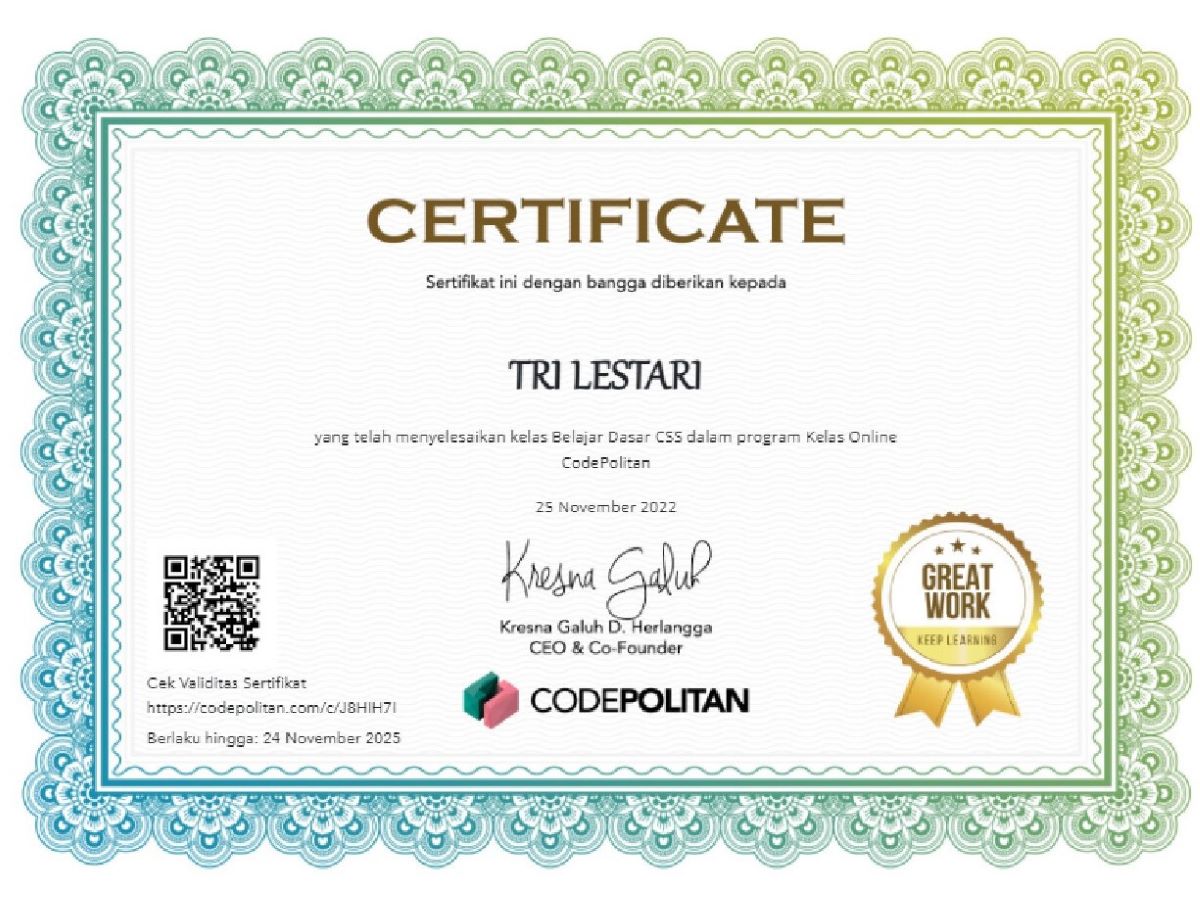 CERTIFICATE
Sertifikat ini dengan bangga diberikan kepada
TRI LESTARI
yang telah menyelesaikan kelas Belajar Dasar CSS dalam program Kelas Online
CodePolitan
25 November 2022
Kresna Galuh
Kresna Galuh D. Herlangga
CEO & Co-Founder
CODEPOLITAN
GREAT
WORK
KEEP LEARNING
Cek Validitas Sertifikat
https://codepolitan.com/c/J8HIH7I
Berlaku hingga: 24 November 2025